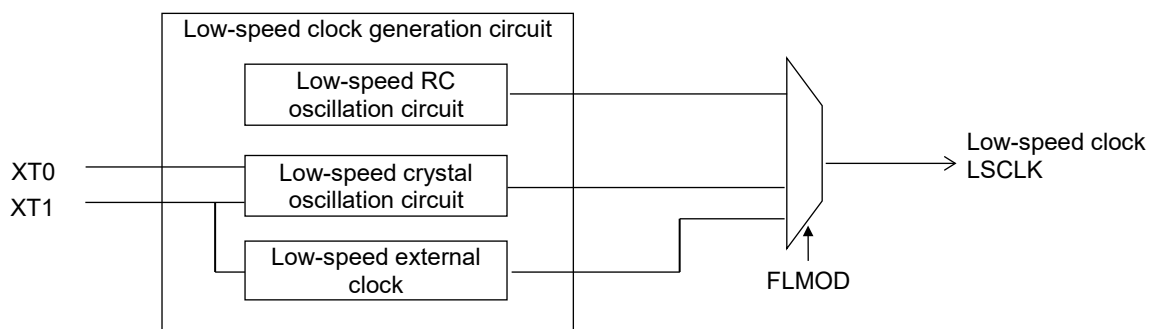 Low-speed clock generation circuit
Low-speed RC
oscillation circuit
XT0
XT1
Low-speed crystal
oscillation circuit
Low-speed external
clock
Low-speed clock
LSCLK
FLMOD